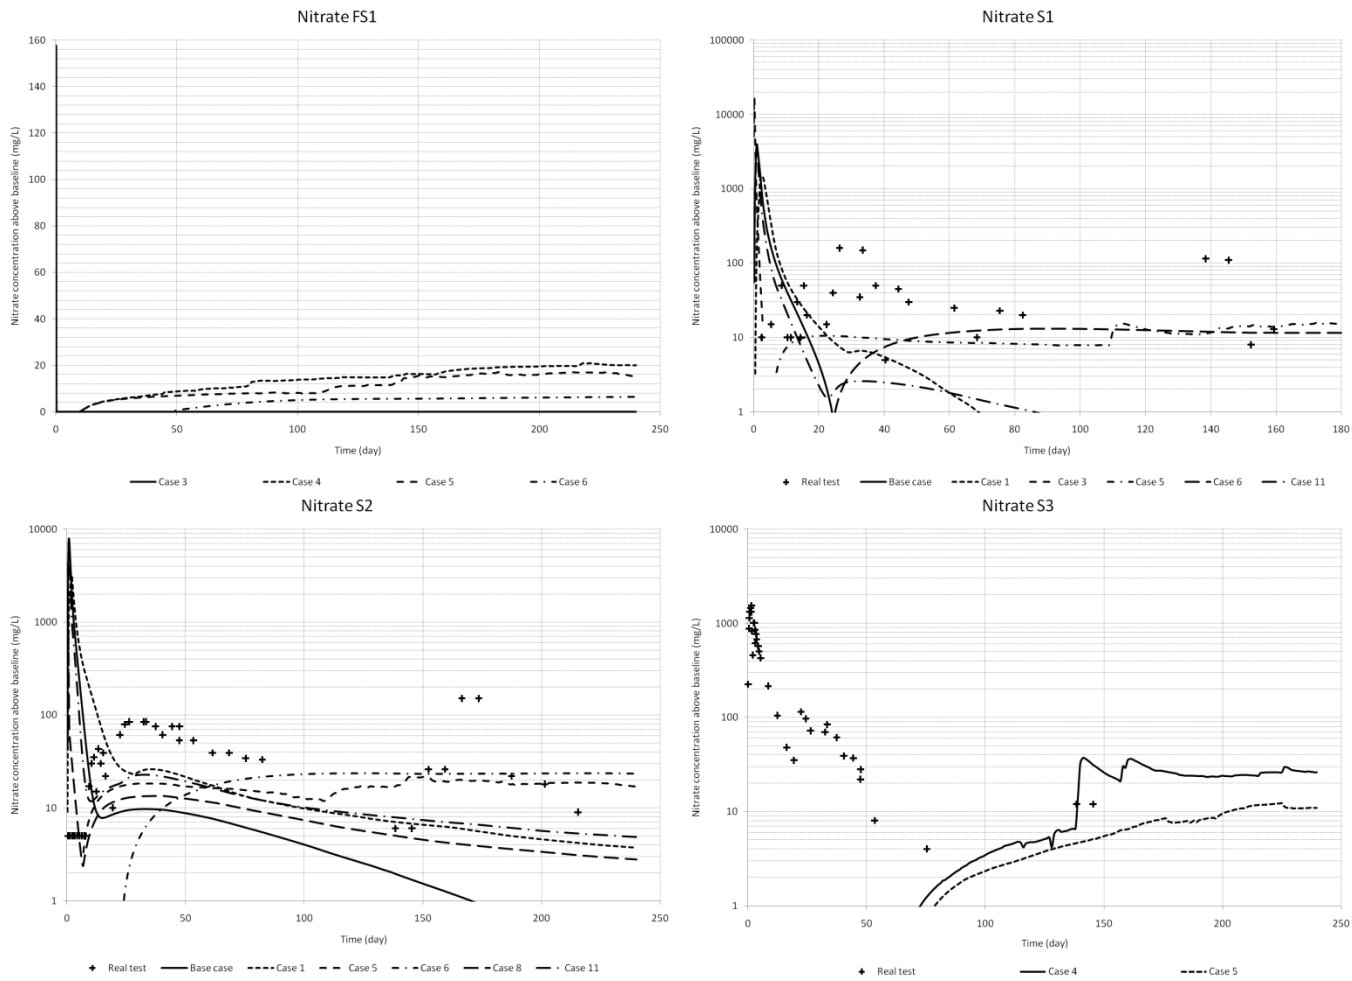 Nitrate FS1
Nitrate concentration above baseline (mg/L)
160
140
120
100
80
60
40
20
0
0 50 100 150 200 250
Time (day)
Case 3 Case 4 Case 5 Case 6
Nitrate S1
Nitrate concentration above baseline (mg/L)
100000
10000
1000
100
10
1
0 20 40 60 80 100 120 140 160 180
Time (day)
Real test Base case Case 1 Case 3 Case 5 Case 6 Case 11
Nitrate S2
Nitrate concentration above baseline (mg/L)
10000
1000
100
10
1
0 50 100 150 200 250
Time (day)
Real test Base case Case 1 Case 5 Case 6 Case 8 Case 11
Nitrate S3
Nitrate concentration above baseline (mg/L)
10000
1000
100
10
1
0 50 100 150 200 250
Time (day)
Real test Case 4 Case 5